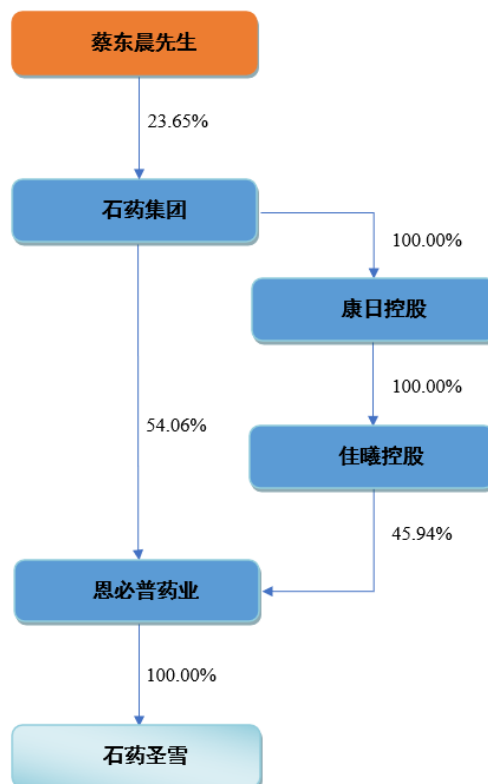 蔡东晨先生
23.65%
石药集团
100.00%
康日控股
100.00%
54.06%
佳曦控股
45.94%
恩必普药业
100.00%
石药圣雪